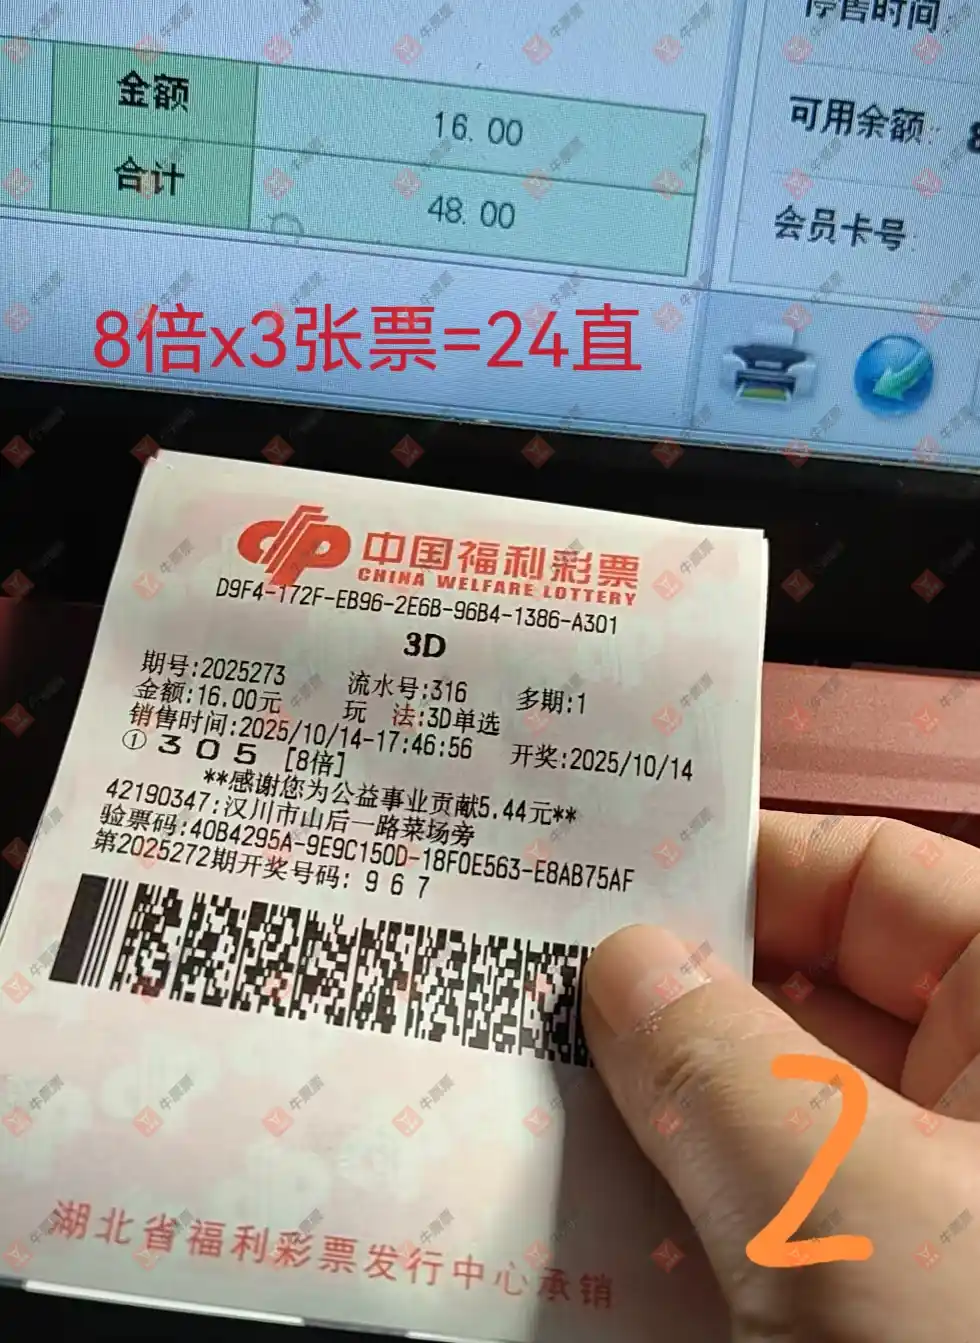 停售时间
金额 16.00
可用余额:
合计 48.00
会员卡号:
8倍x3张票=24直
中国福利彩票
CHINA WELFARE LOTTERY
D9F4-172F-EB96-2E6B-96B4-1386-A301
3D
期号:2025273 流水号:316 多期:1
金额:16.00元 玩 法:3D单选
销售时间:2025/10/14-17:46:56 开奖:2025/10/14
① 3 0 5 [8倍]
**感谢您为公益事业贡献5.44元**
42190347:汉川市山后一路菜场旁
验票码:40B4295A-9E9C150D-18F0E563-E8AB75AF
第2025272期开奖号码: 9 6 7
2
湖北省福利彩票发行中心承销
牛票票